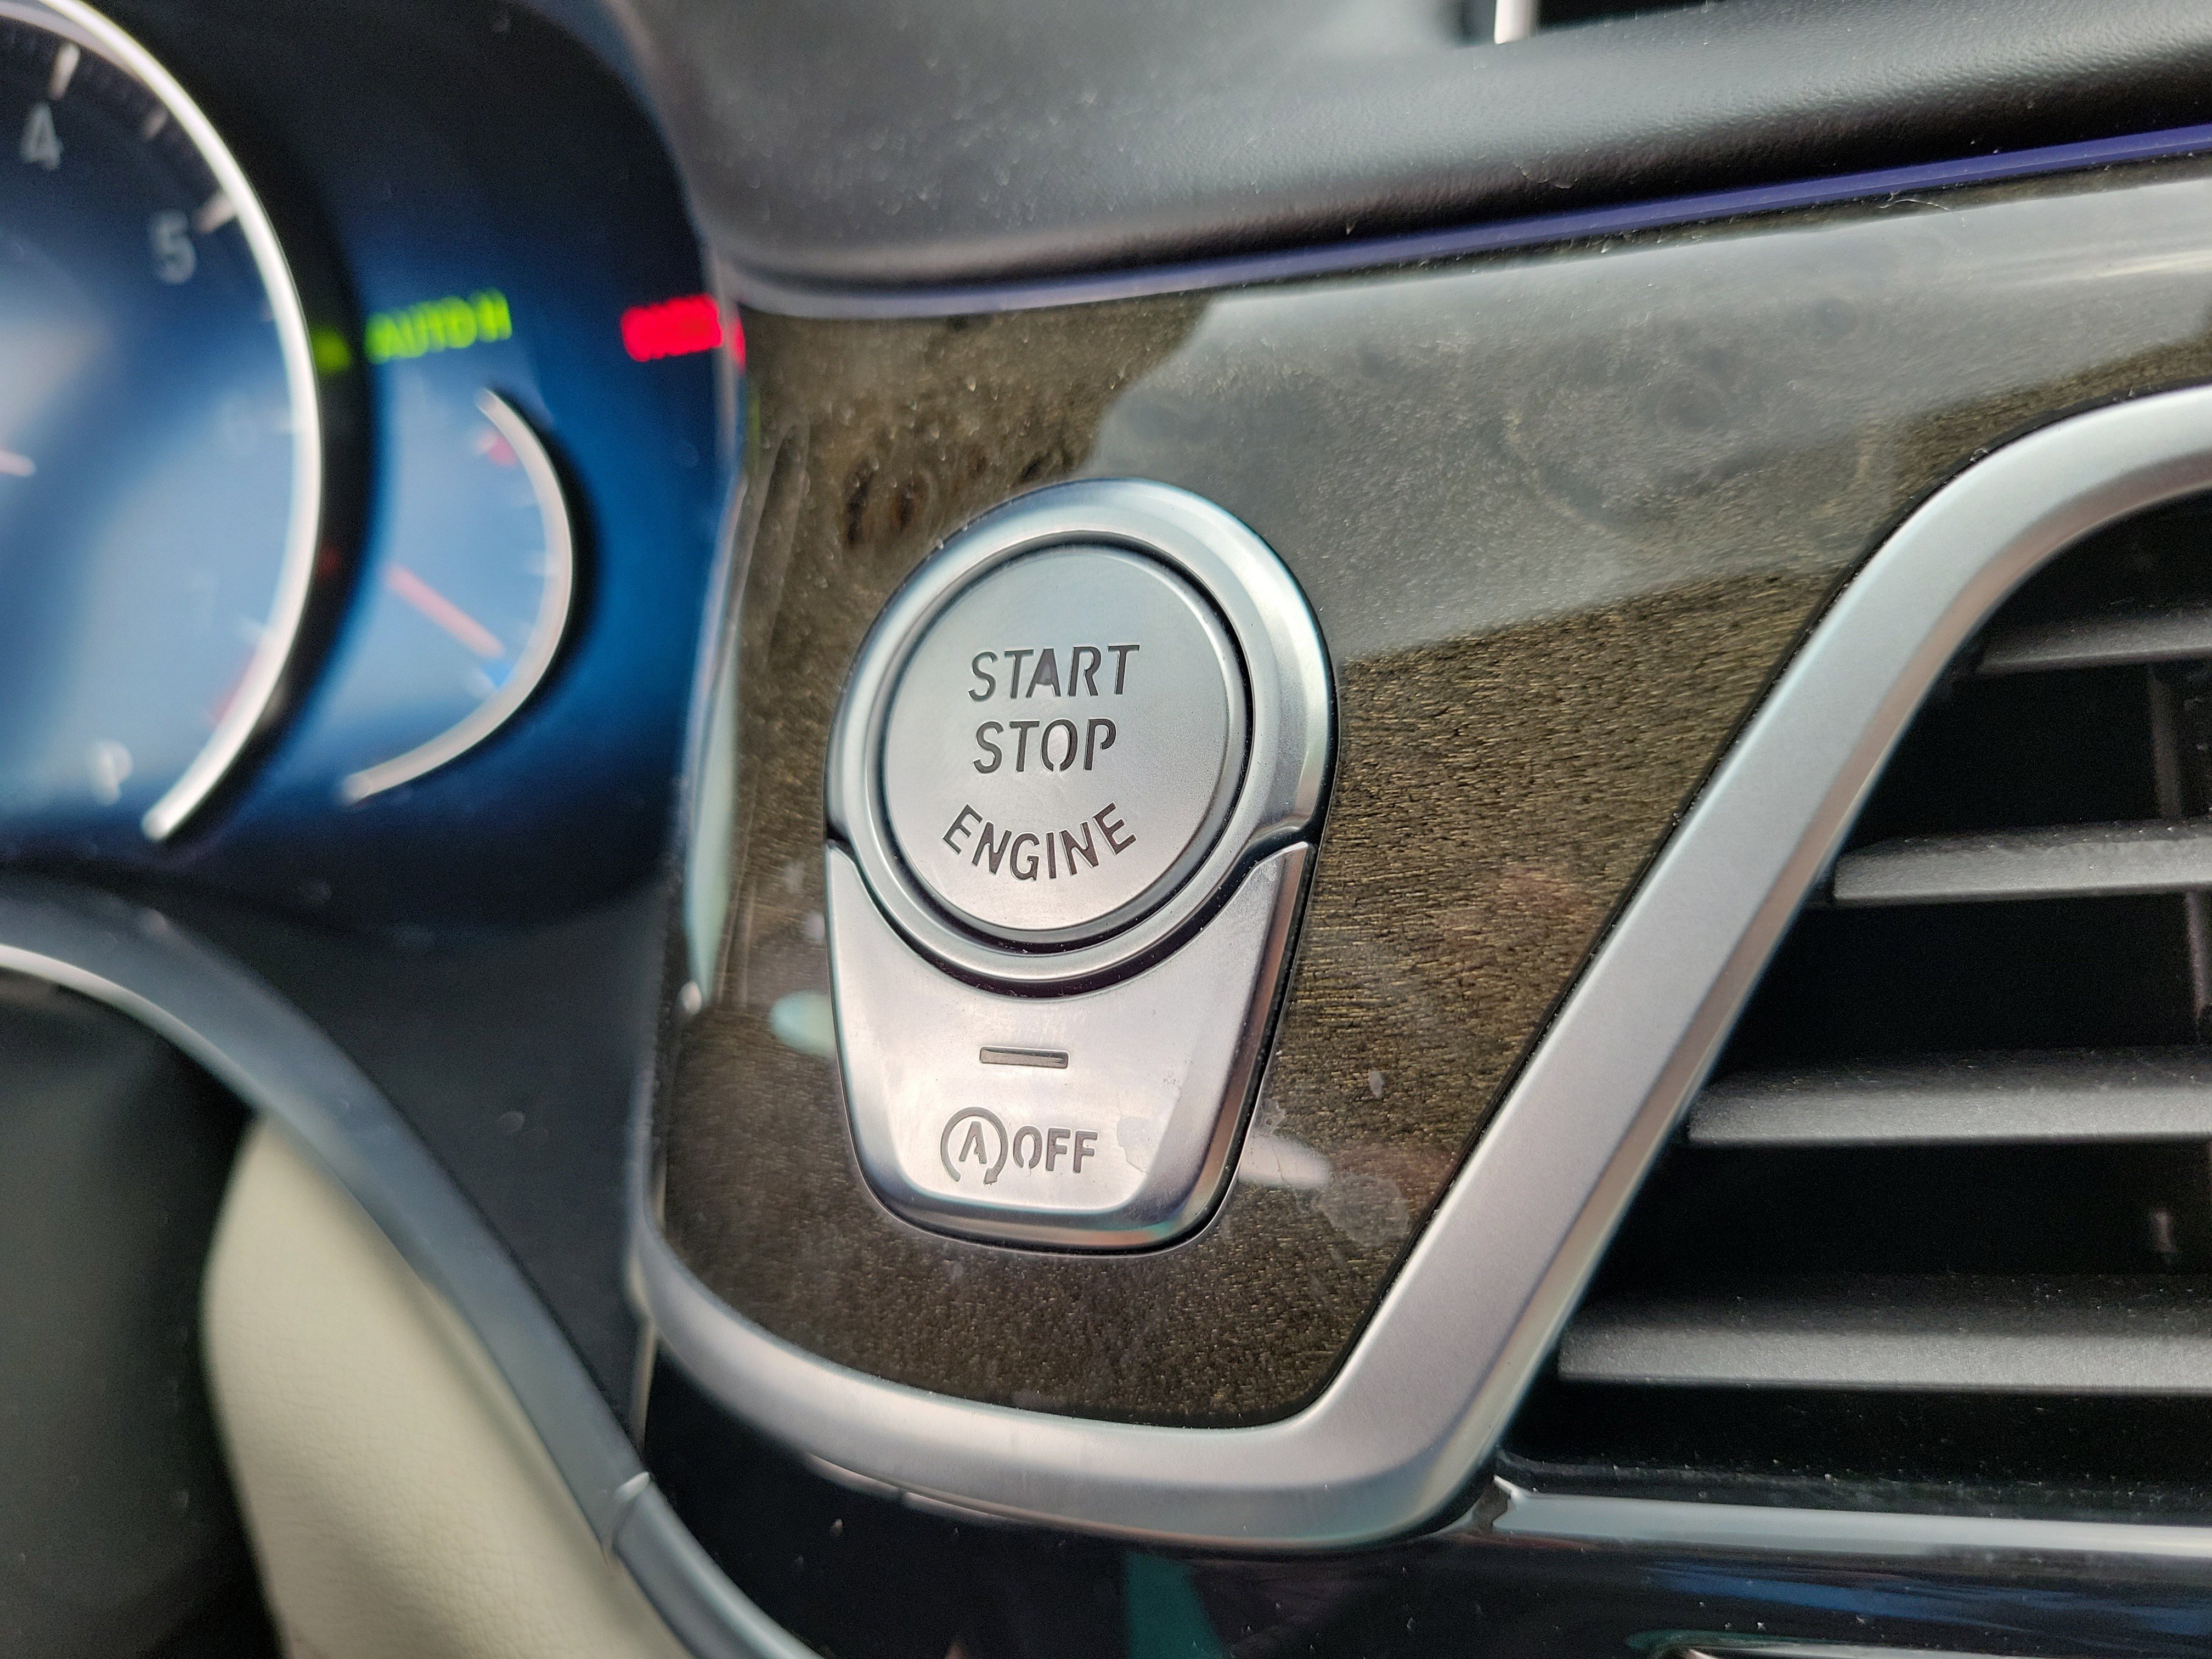 4
5
AUTO H
START
STOP
ENGINE
A OFF